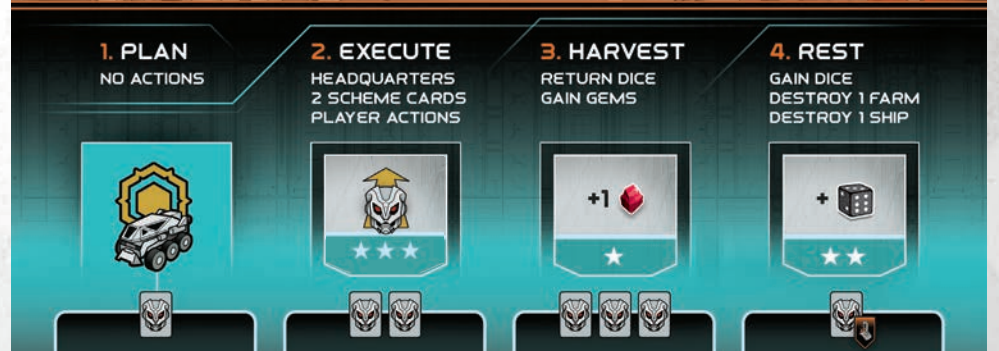 1. PLAN
NO ACTIONS
2. EXECUTE
HEADQUARTERS
2 SCHEME CARDS
PLAYER ACTIONS
3. HARVEST
RETURN DICE
GAIN GEMS
+1
4. REST
GAIN DICE
DESTROY 1 FARM
DESTROY 1 SHIP
+